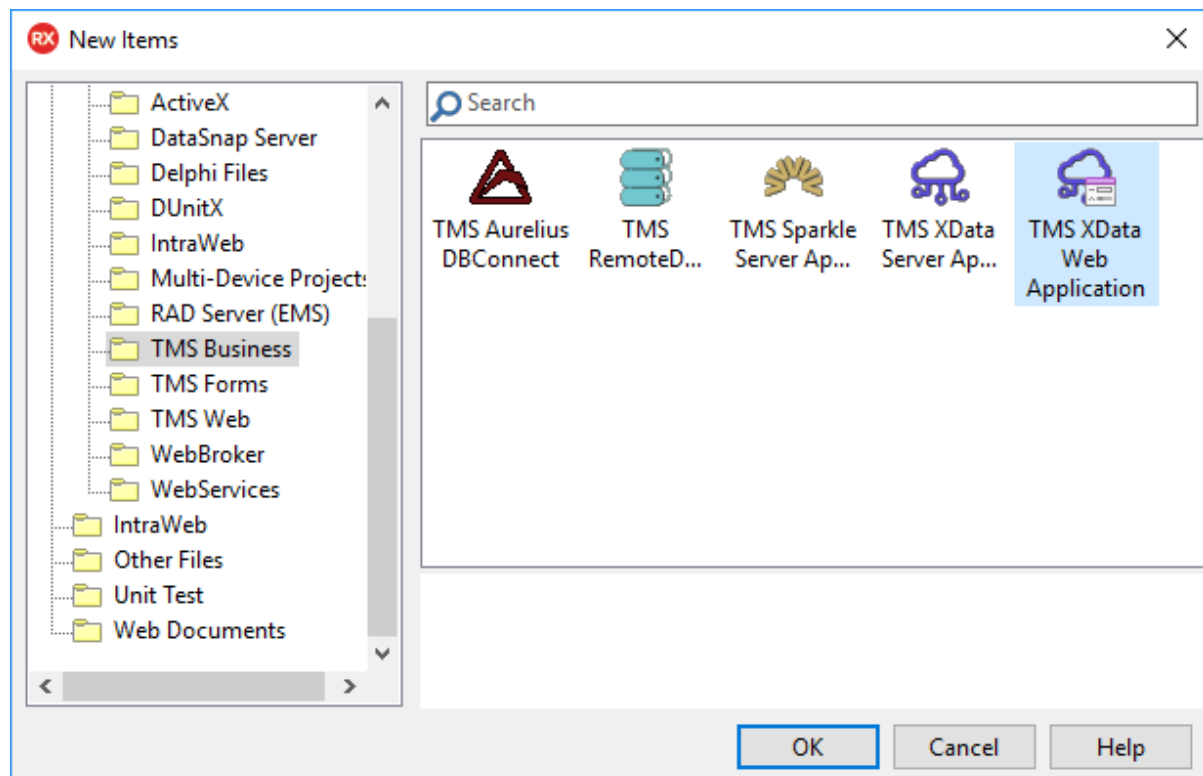 RX New Items
ActiveX
DataSnap Server
Delphi Files
DUnitX
IntraWeb
Multi-Device Project:
RAD Server (EMS)
TMS Business
TMS Forms
TMS Web
WebBroker
WebServices
IntraWeb
Other Files
Unit Test
Web Documents
Search
TMS Aurelius
DBConnect
TMS
RemoteD...
TMS Sparkle
Server Ap...
TMS XData
Server Ap...
TMS XData
Web
Application
OK
Cancel
Help